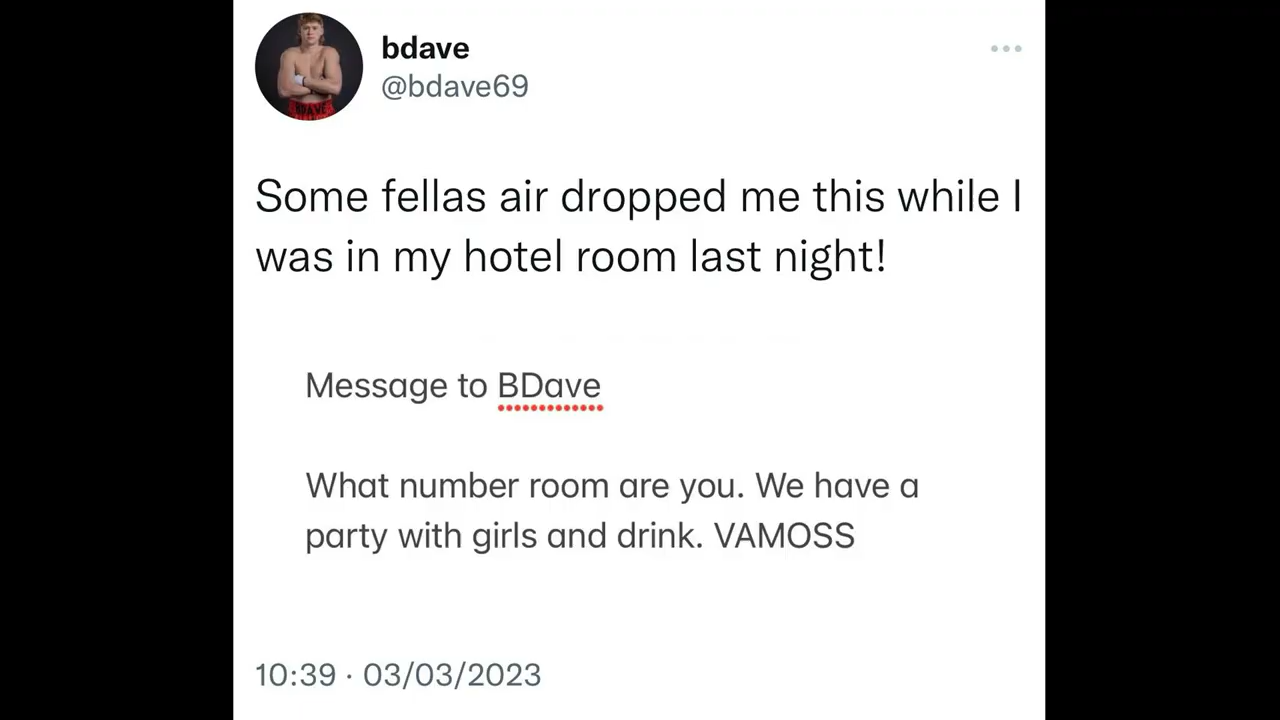 bdave
@bdave69
Some fellas air dropped me this while I
was in my hotel room last night!
Message to BDave
What number room are you. We have a
party with girls and drink. VAMOSS
10:39 · 03/03/2023
BDAVE